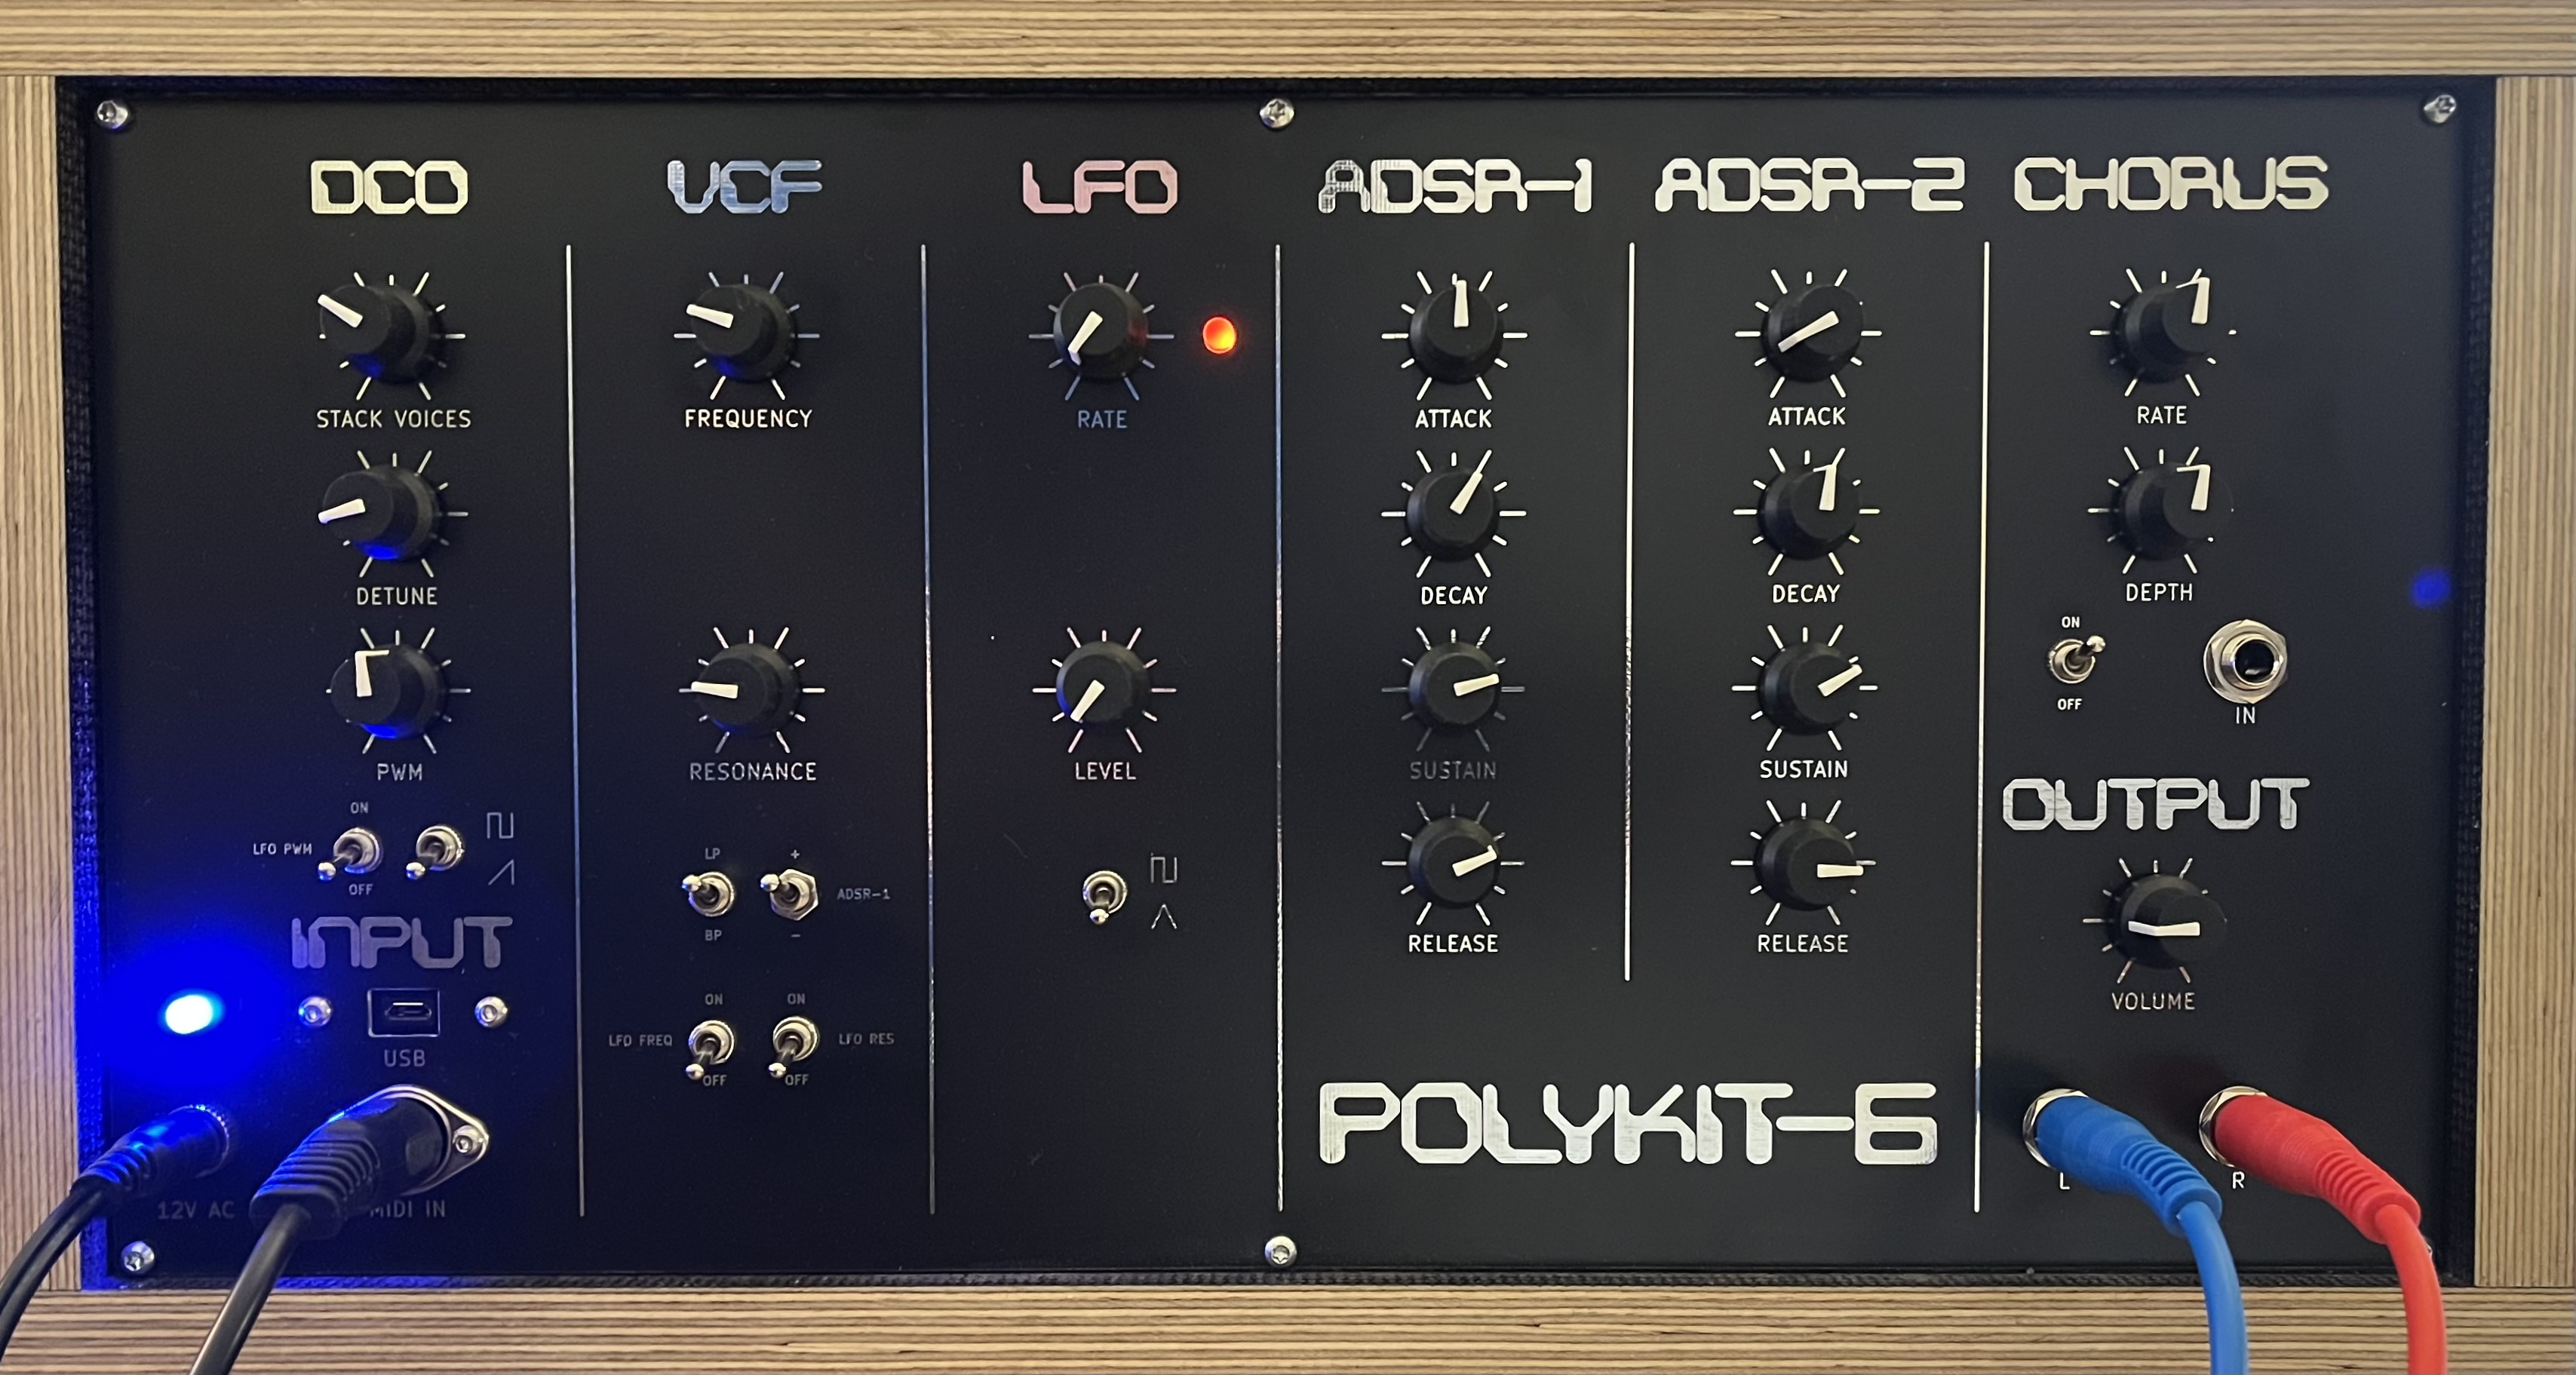 DCO
STACK VOICES
DETUNE
PWM
ON
LFO PWM
OFF
INPUT
USB
12V AC
MIDI IN
VCF
FREQUENCY
RESONANCE
LP
BP
+
ADSR-1
-
ON
LFO FREQ
OFF
ON
LFO RES
OFF
LFO
RATE
LEVEL
ADSR-1
ATTACK
DECAY
SUSTAIN
RELEASE
ADSR-2
ATTACK
DECAY
SUSTAIN
RELEASE
POLYKIT-6
CHORUS
RATE
DEPTH
ON
OFF
IN
OUTPUT
VOLUME
L
R